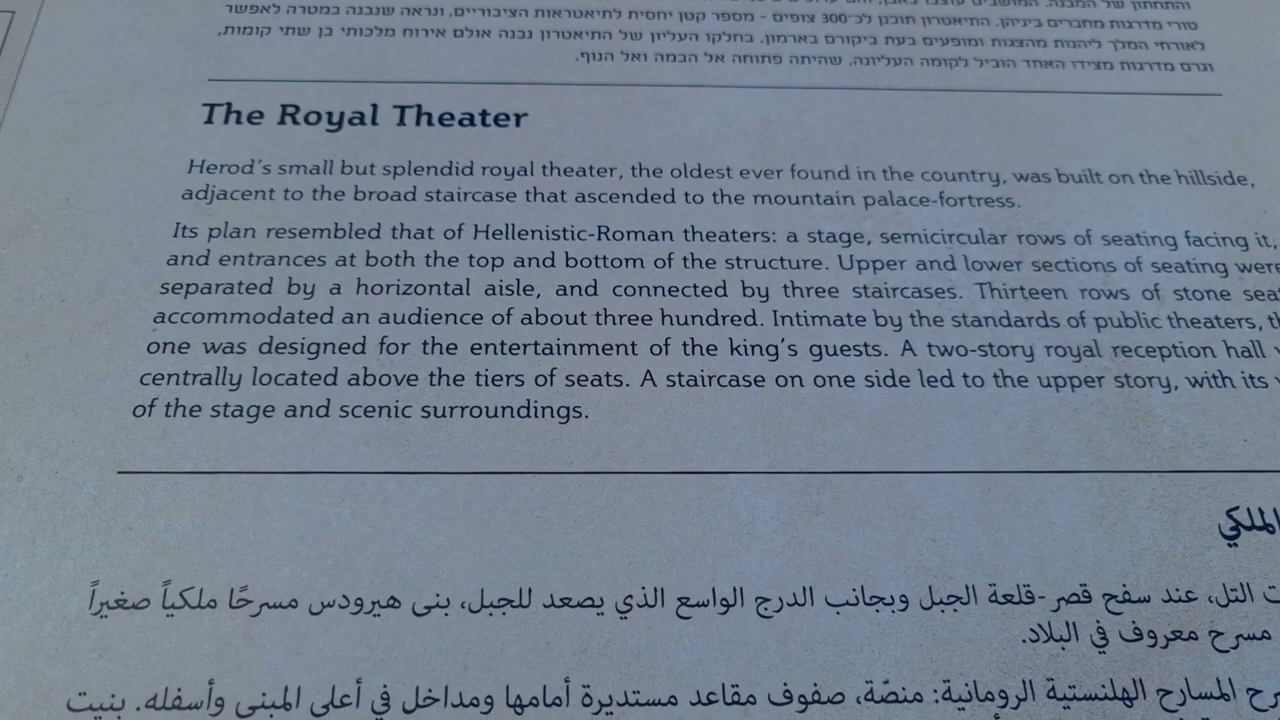 והתחתון של המבנה. המושבים עוצבו באבן,
טורי מדרגות מחברים ביניהן. התיאטרון תוכנן לכ־300 צופים - מספר קטן יחסית לתיאטראות הציבוריים, ונראה שנבנה במטרה לאפשר
לאורחי המלך ליהנות מהצגות ומופעים בעת ביקורם בארמון. בחלקו העליון של התיאטרון נבנה אולם אירוח מלכותי בן שתי קומות,
וגרם מדרגות מצידו האחד הוביל לקומה העליונה, שהיתה פתוחה אל הבמה ואל הנוף.
The Royal Theater
Herod's small but splendid royal theater, the oldest ever found in the country, was built on the hillside,
adjacent to the broad staircase that ascended to the mountain palace-fortress.
Its plan resembled that of Hellenistic-Roman theaters: a stage, semicircular rows of seating facing it,
and entrances at both the top and bottom of the structure. Upper and lower sections of seating were
separated by a horizontal aisle, and connected by three staircases. Thirteen rows of stone
accommodated an audience of about three hundred. Intimate by the standards of public theaters,
one was designed for the entertainment of the king's guests. A two-story royal reception hall
centrally located above the tiers of seats. A staircase on one side led to the upper story, with its
of the stage and scenic surroundings.
الملكي
التل، عند سفح قصر-قلعة الجبل وبجانب الدرج الواسع الذي يصعد للجبل، بنى هيرودس مسرحًا ملكياً صغيراً
مسرح معروف في البلاد.
المسارح الهلنستية الرومانية: منصّة، صفوف مقاعد مستديرة أمامها ومداخل في أعلى المبنى وأسفله. بنيت